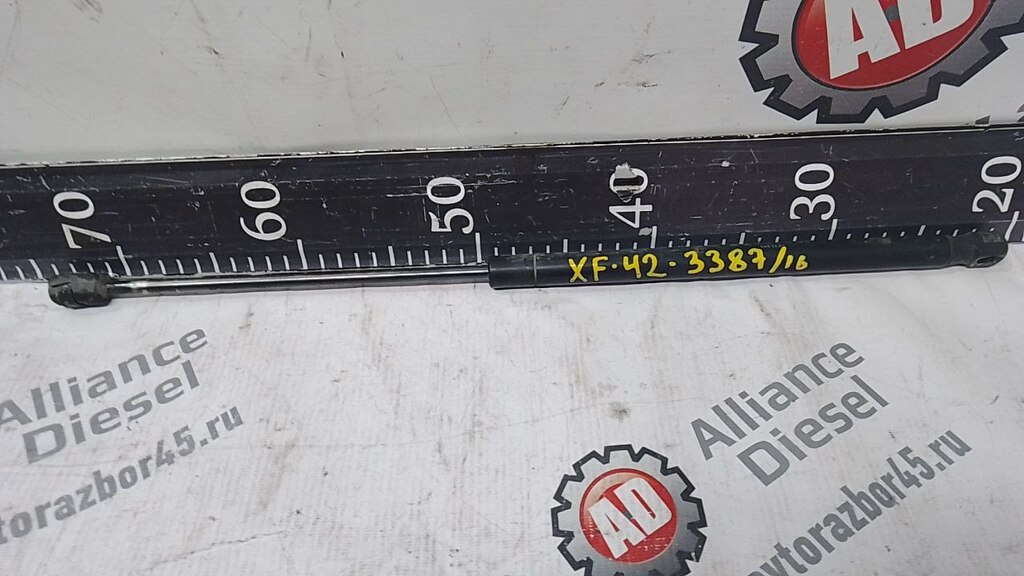 AD
70 60 50 40 30 20
XF·42·3387/16
Alliance
Diesel
avtorazbor45.ru
Alliance
Diesel
torazbor45.ru
AD